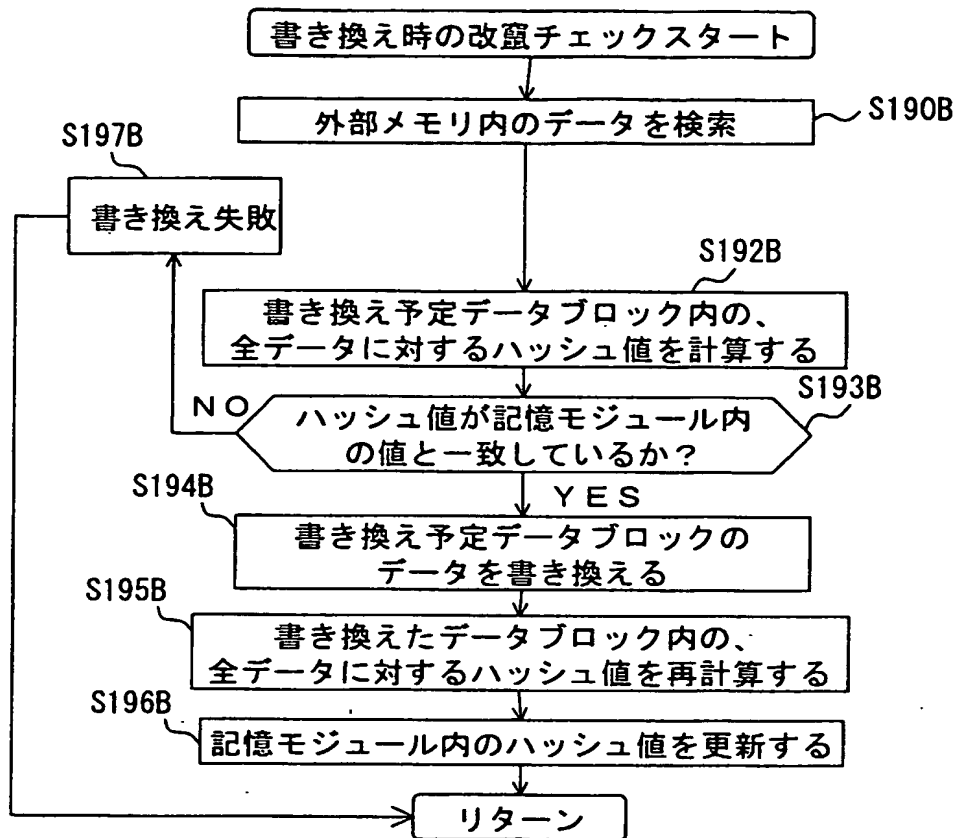 書き換え時の改竄チェックスタート
外部メモリ内のデータを検索
S190B
S197B
書き換え失敗
S192B
書き換え予定データブロック内の、
全データに対するハッシュ値を計算する
S193B
NO
ハッシュ値が記憶モジュール内
の値と一致しているか？
YES
S194B
書き換え予定データブロックの
データを書き換える
S195B
書き換えたデータブロック内の、
全データに対するハッシュ値を再計算する
S196B
記憶モジュール内のハッシュ値を更新する
リターン